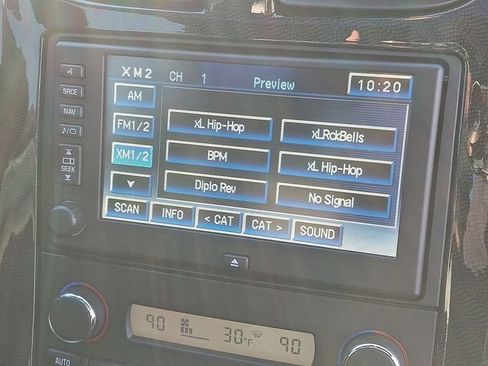 XM2 CH 1 Preview 10:20
SRCE
NAV
SEEK
AM
FM1/2
XM1/2
xL Hip-Hop xLRckBells
BPM xL Hip-Hop
Diplo Rev No Signal
SCAN INFO < CAT CAT > SOUND
90 30°F 90
AUTO